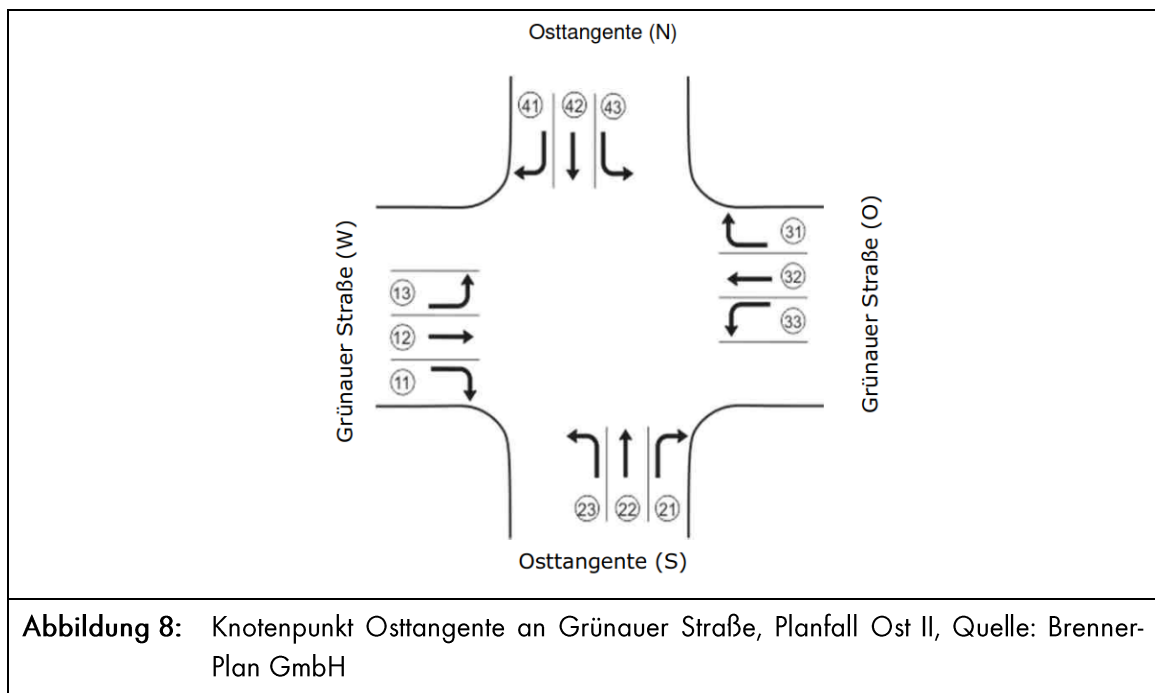 Osttangente (N)
41 42 43
Grünauer Straße (W)
Grünauer Straße (O)
31
32
33
13
12
11
23 22 21
Osttangente (S)
Abbildung 8: Knotenpunkt Osttangente an Grünauer Straße, Planfall Ost II, Quelle: Brenner-
Plan GmbH